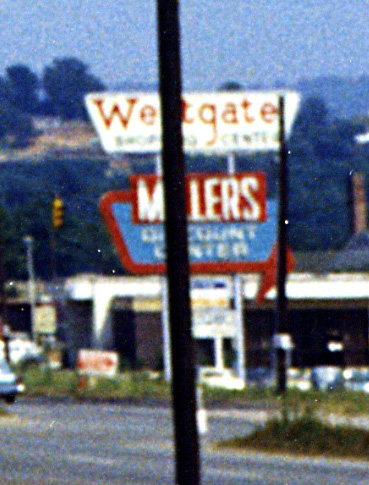 Westgate
SHOPPING CENTER
MILLERS
DISCOUNT
CENTER